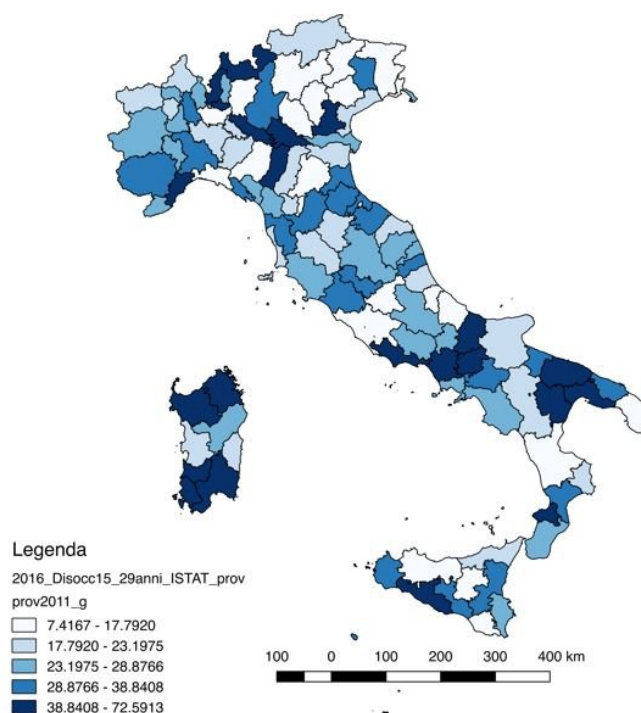 Legenda
2016_Disocc15_29anni_ISTAT_prov
prov2011_g
7.4167 - 17.7920
17.7920 - 23.1975
23.1975 - 28.8766
28.8766 - 38.8408
38.8408 - 72.5913
100 0 100 200 300 400 km